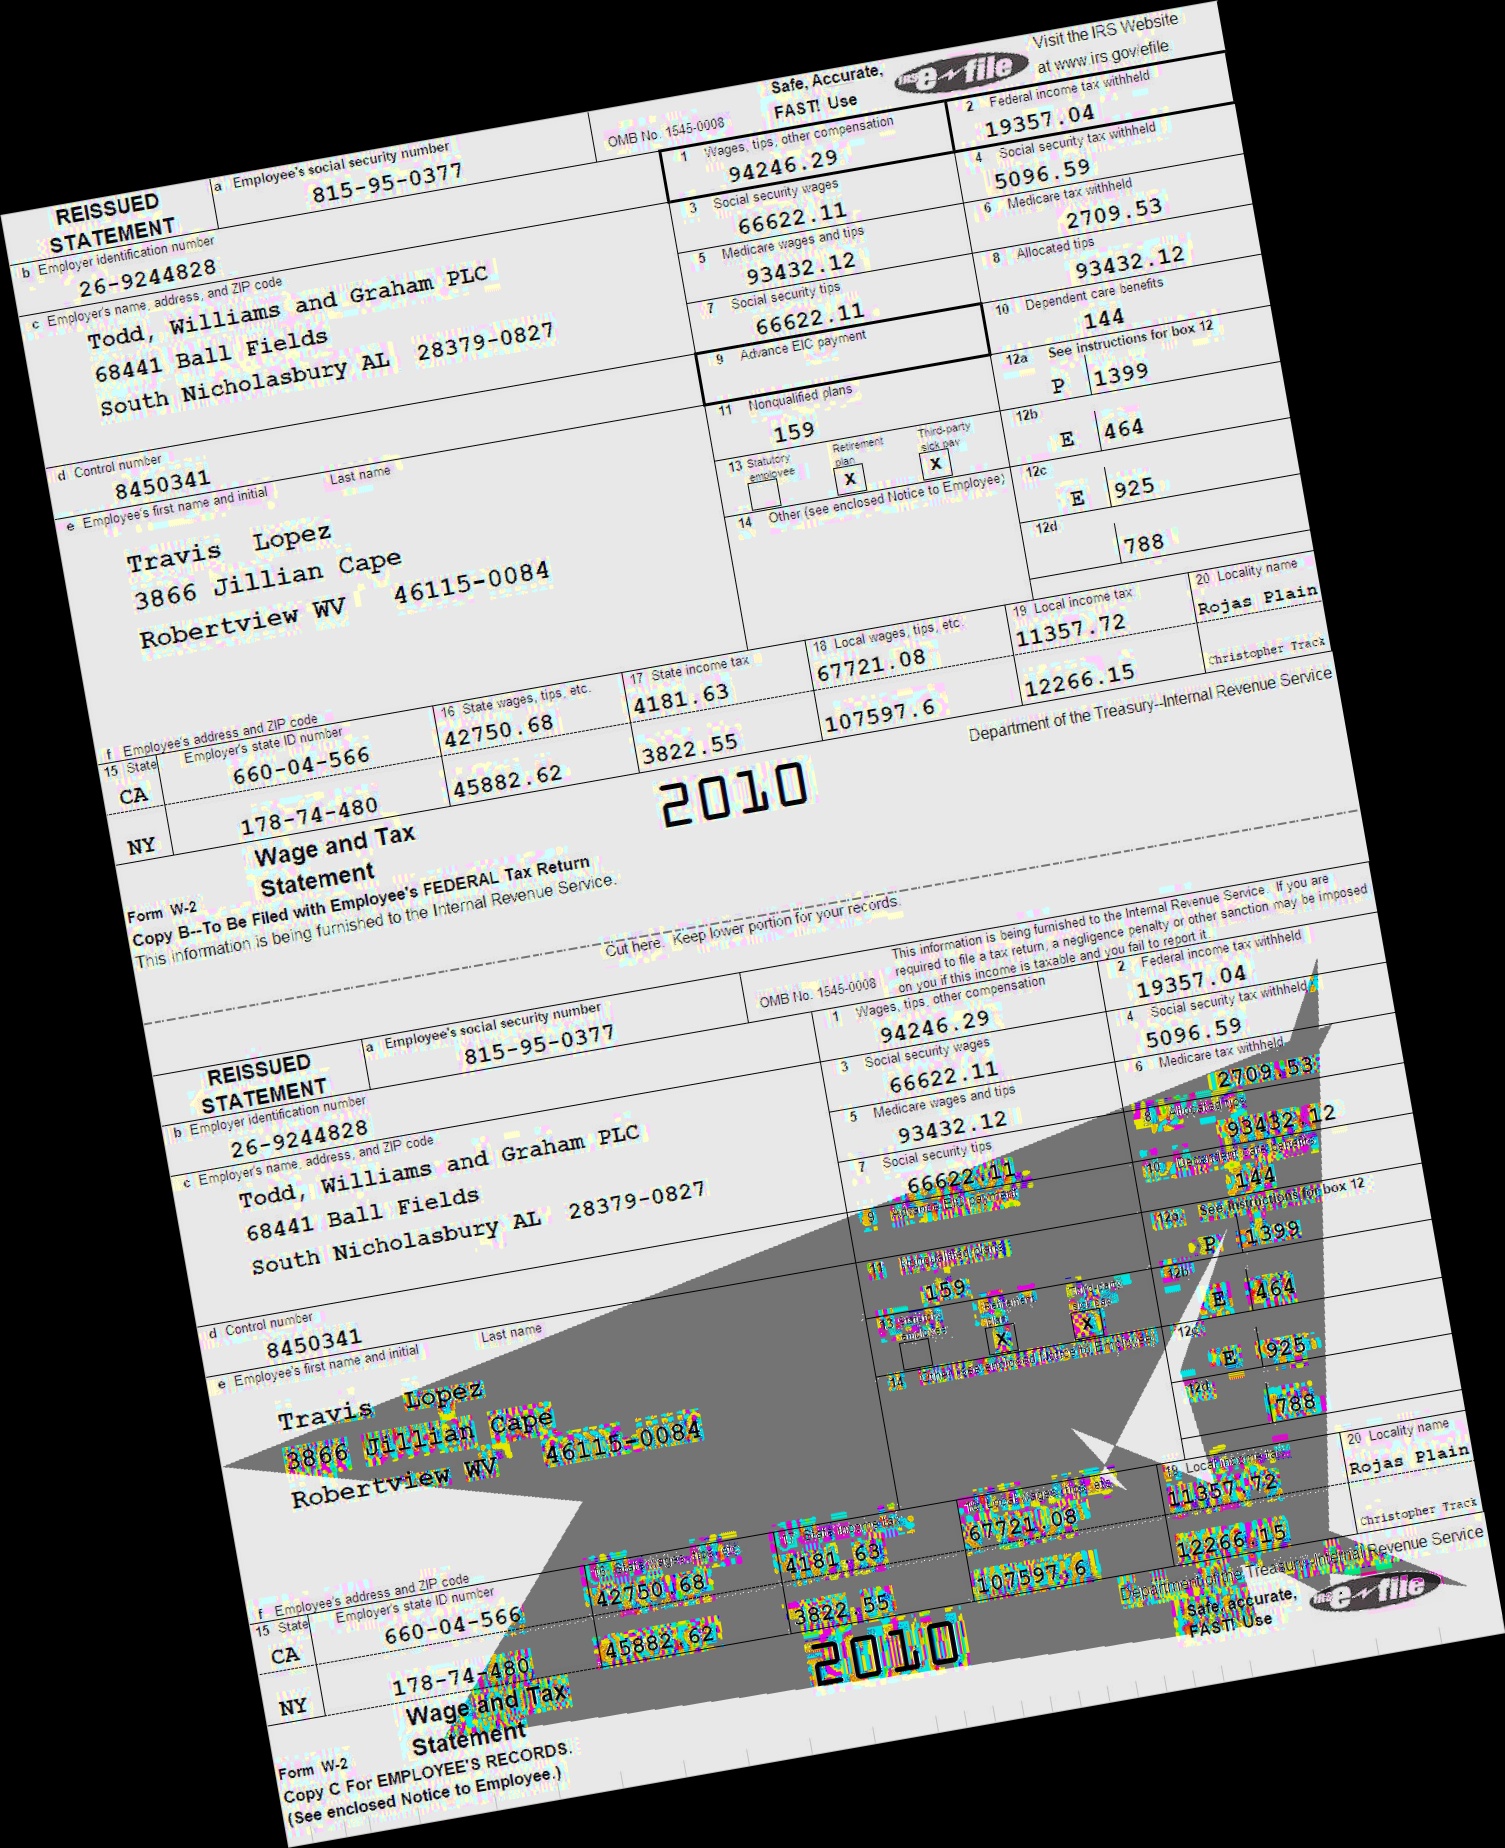 Safe, Accurate,
FAST! Use
IRS e-file
Visit the IRS Website
at www.irs.gov/efile
REISSUED
STATEMENT
a Employee's social security number
815-95-0377
OMB No. 1545-0008
1 Wages, tips, other compensation
94246.29
2 Federal income tax withheld
19357.04
b Employer identification number
26-9244828
3 Social security wages
66622.11
4 Social security tax withheld
5096.59
c Employer's name, address, and ZIP code
Todd, Williams and Graham PLC
68441 Ball Fields
South Nicholasbury AL 28379-0827
5 Medicare wages and tips
93432.12
6 Medicare tax withheld
2709.53
7 Social security tips
66622.11
8 Allocated tips
93432.12
9 Advance EIC payment
10 Dependent care benefits
144
d Control number
8450341
11 Nonqualified plans
159
12a See instructions for box 12
P 1399
12b
E 464
12c
E 925
12d
788
13 Statutory employee
Retirement plan
X
Third-party sick pay
X
14 Other (see enclosed Notice to Employee)
e Employee's first name and initial Last name
Travis Lopez
3866 Jillian Cape
Robertview WV 46115-0084
f Employee's address and ZIP code
15 State Employer's state ID number
16 State wages, tips, etc.
17 State income tax
18 Local wages, tips, etc.
19 Local income tax
20 Locality name
CA 660-04-566 42750.68 4181.63 67721.08 11357.72 Rojas Plain
NY 178-74-480 45882.62 3822.55 107597.6 12266.15 Christopher Track
Wage and Tax
Statement
2010
Department of the Treasury--Internal Revenue Service
Form W-2
Copy B--To Be Filed with Employee's FEDERAL Tax Return
This information is being furnished to the Internal Revenue Service.
Cut here. Keep lower portion for your records.
This information is being furnished to the Internal Revenue Service. If you are
required to file a tax return, a negligence penalty or other sanction may be imposed
on you if this income is taxable and you fail to report it.
REISSUED
STATEMENT
a Employee's social security number
815-95-0377
OMB No. 1545-0008
1 Wages, tips, other compensation
94246.29
2 Federal income tax withheld
19357.04
b Employer identification number
26-9244828
3 Social security wages
66622.11
4 Social security tax withheld
5096.59
c Employer's name, address, and ZIP code
Todd, Williams and Graham PLC
68441 Ball Fields
South Nicholasbury AL 28379-0827
5 Medicare wages and tips
93432.12
6 Medicare tax withheld
2709.53
7 Social security tips
66622.11
8 Allocated tips
93432.12
9 Advance EIC payment
10 Dependent care benefits
144
d Control number
8450341
11 Nonqualified plans
159
12a See instructions for box 12
P 1399
12b
E 464
12c
E 925
12d
788
13 Statutory employee
Retirement plan
X
Third-party sick pay
X
14 Other (see enclosed Notice to Employee)
e Employee's first name and initial Last name
Travis Lopez
3866 Jillian Cape
Robertview WV 46115-0084
f Employee's address and ZIP code
15 State Employer's state ID number
16 State wages, tips, etc.
17 State income tax
18 Local wages, tips, etc.
19 Local income tax
20 Locality name
CA 660-04-566 42750.68 4181.63 67721.08 11357.72 Rojas Plain
NY 178-74-480 45882.62 3822.55 107597.6 12266.15 Christopher Track
Wage and Tax
Statement
2010
Department of the Treasury--Internal Revenue Service
Safe, accurate,
FAST! Use
IRS e-file
Form W-2
Copy C For EMPLOYEE'S RECORDS.
(See enclosed Notice to Employee.)